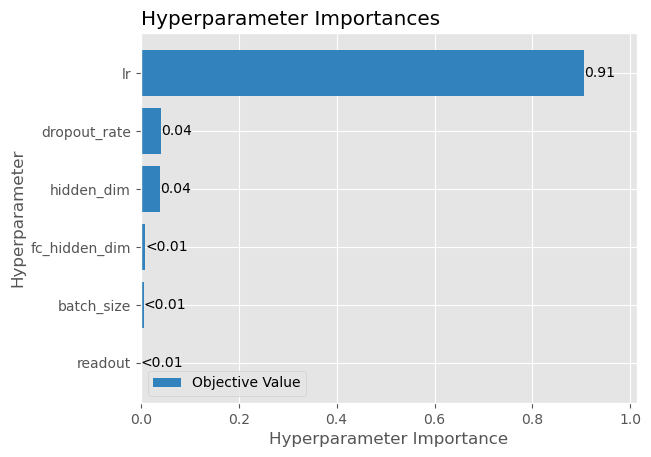 Hyperparameter Importances
Hyperparameter
lr
0.91
dropout_rate
0.04
hidden_dim
0.04
fc_hidden_dim
<0.01
batch_size
<0.01
readout
<0.01
Objective Value
0.0 0.2 0.4 0.6 0.8 1.0
Hyperparameter Importance